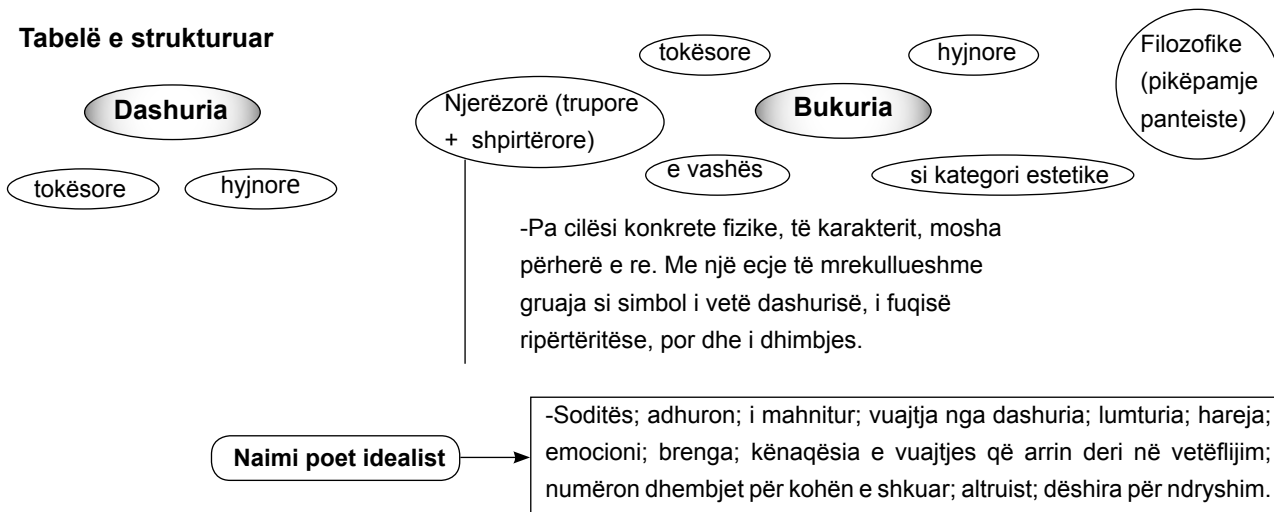 Tabelë e strukturuar
Dashuria
tokësore
hyjnore
Njerëzorë (trupore
+ shpirtërore)
tokësore
hyjnore
Bukuria
e vashës
si kategori estetike
Filozofike
(pikëpamje
panteiste)
-Pa cilësi konkrete fizike, të karakterit, mosha
përherë e re. Me një ecje të mrekullueshme
gruaja si simbol i vetë dashurisë, i fuqisë
ripërtëritëse, por dhe i dhimbjes.
Naimi poet idealist
-Soditës; adhuron; i mahnitur; vuajtja nga dashuria; lumturia; hareja;
emocioni; brenga; kënaqësia e vuajtjes që arrin deri në vetëflijim;
numëron dhembjet për kohën e shkuar; altruist; dëshira për ndryshim.